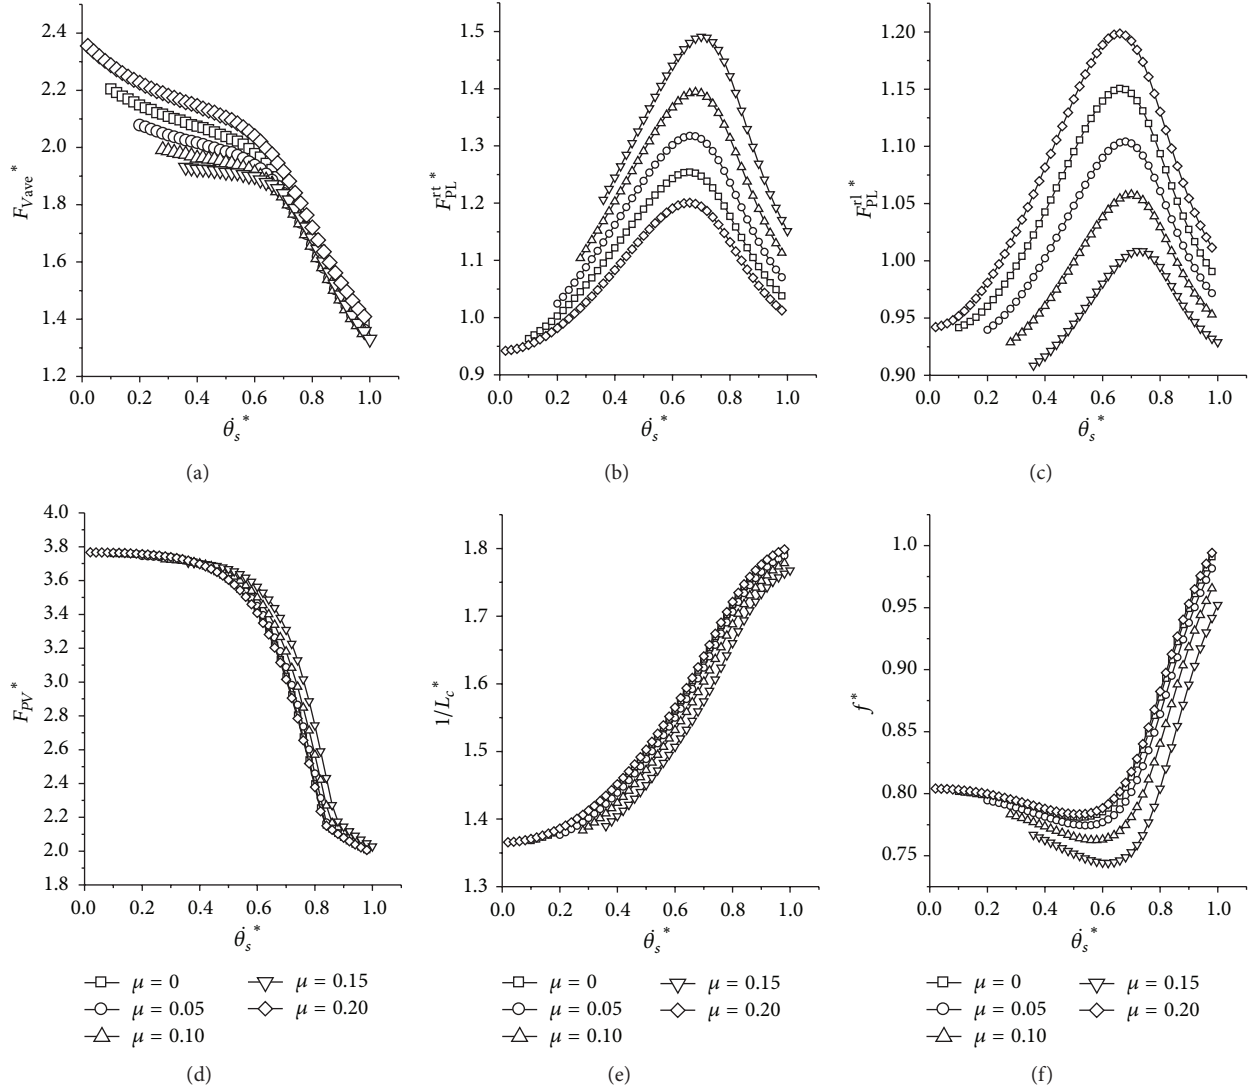 2.4
2.2
2.0
1.8
1.6
1.4
1.2
F_Vave*
0.0 0.2 0.4 0.6 0.8 1.0
θ̇_s*
(a)
1.5
1.4
1.3
1.2
1.1
1.0
0.9
F_PL^rt*
0.0 0.2 0.4 0.6 0.8 1.0
θ̇_s*
(b)
1.20
1.15
1.10
1.05
1.00
0.95
0.90
F_PL^rl*
0.0 0.2 0.4 0.6 0.8 1.0
θ̇_s*
(c)
4.0
3.8
3.6
3.4
3.2
3.0
2.8
2.6
2.4
2.2
2.0
1.8
F_PV*
0.0 0.2 0.4 0.6 0.8 1.0
θ̇_s*
μ = 0
μ = 0.05
μ = 0.10
μ = 0.15
μ = 0.20
(d)
1.8
1.7
1.6
1.5
1.4
1.3
1/L_c*
0.0 0.2 0.4 0.6 0.8 1.0
θ̇_s*
μ = 0
μ = 0.05
μ = 0.10
μ = 0.15
μ = 0.20
(e)
1.0
0.95
0.90
0.85
0.80
0.75
f*
0.0 0.2 0.4 0.6 0.8 1.0
θ̇_s*
μ = 0
μ = 0.05
μ = 0.10
μ = 0.15
μ = 0.20
(f)